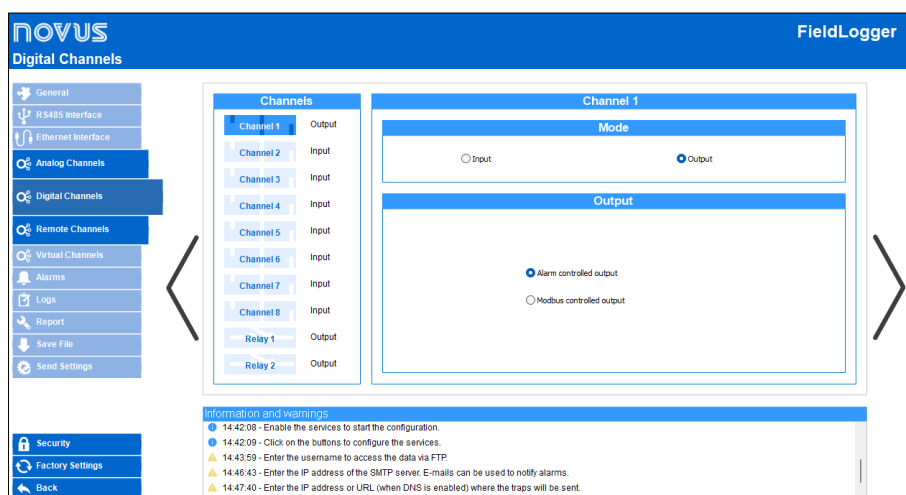 novus
FieldLogger
Digital Channels
General
RS485 Interface
Ethernet Interface
Analog Channels
Digital Channels
Remote Channels
Virtual Channels
Alarms
Logs
Report
Save File
Send Settings
Security
Factory Settings
Back
Channels
Channel 1 Output
Channel 2 Input
Channel 3 Input
Channel 4 Input
Channel 5 Input
Channel 6 Input
Channel 7 Input
Channel 8 Input
Relay 1 Output
Relay 2 Output
Channel 1
Mode
Input Output
Output
Alarm controlled output
Modbus controlled output
Information and warnings
14:42:08 - Enable the services to start the configuration.
14:42:09 - Click on the buttons to configure the services.
14:43:59 - Enter the username to access the data via FTP.
14:46:43 - Enter the IP address of the SMTP server. E-mails can be used to notify alarms.
14:47:40 - Enter the IP address or URL (when DNS is enabled) where the traps will be sent.